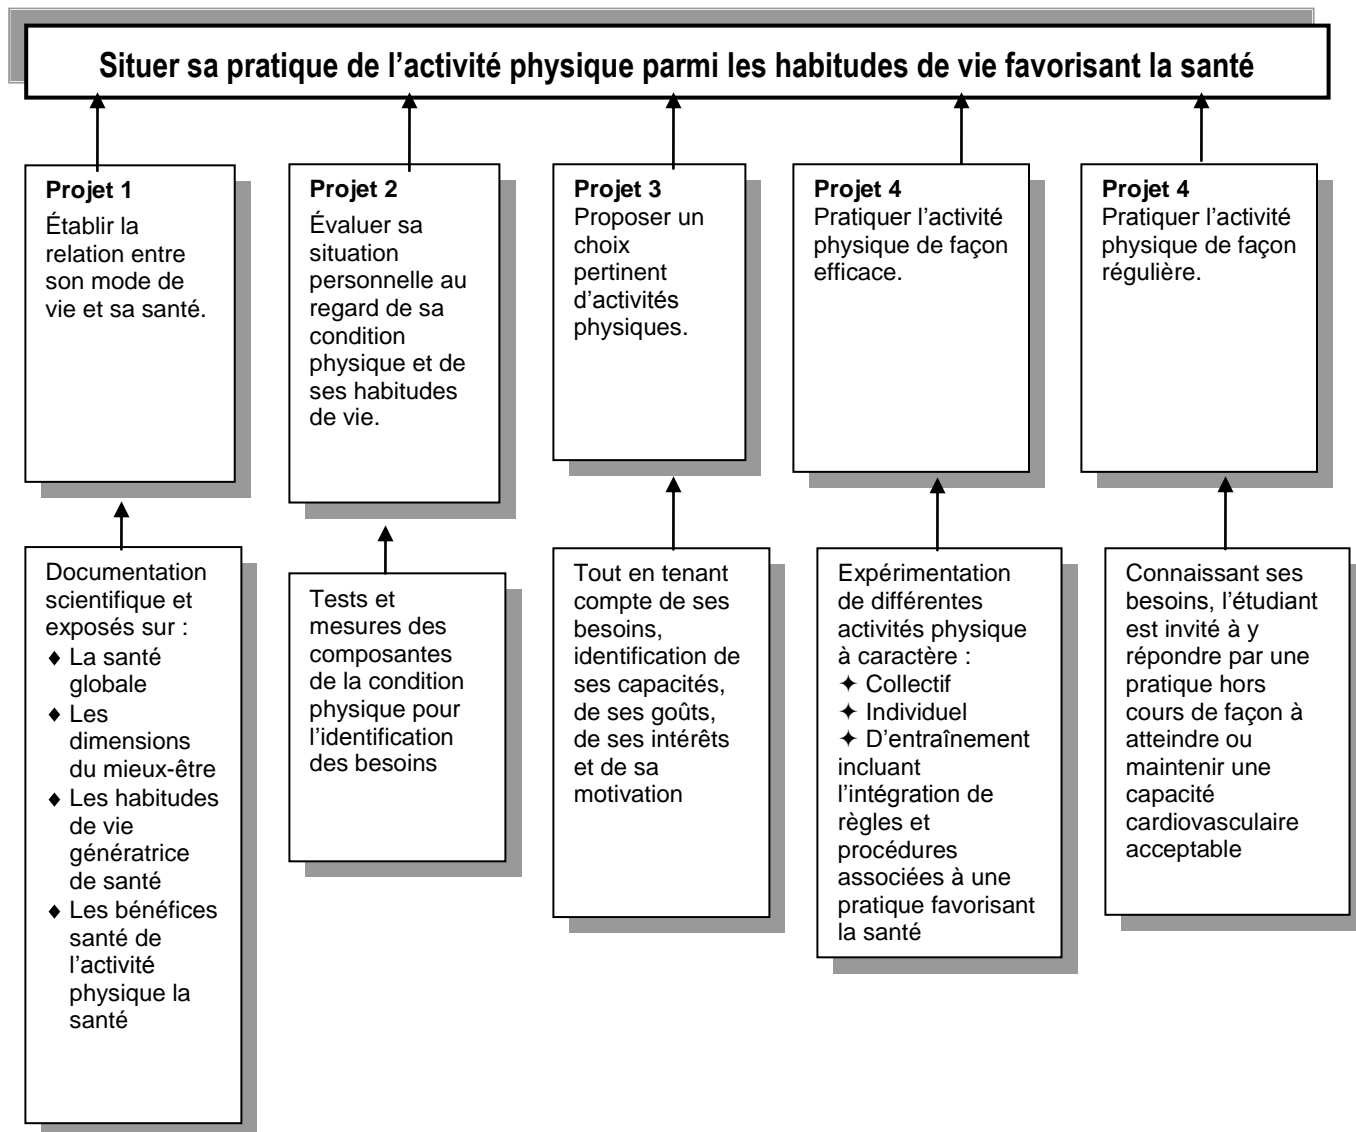 Situer sa pratique de l’activité physique parmi les habitudes de vie favorisant la santé
Projet 1
Établir la
relation entre
son mode de
vie et sa santé.
Projet 2
Évaluer sa
situation
personnelle au
regard de sa
condition
physique et de
ses habitudes
de vie.
Projet 3
Proposer un
choix
pertinent
d’activités
physiques.
Projet 4
Pratiquer l’activité
physique de façon
efficace.
Projet 4
Pratiquer l’activité
physique de façon
régulière.
Documentation
scientifique et
exposés sur :
♦ La santé
globale
♦ Les
dimensions
du mieux-être
♦ Les habitudes
de vie
génératrice
de santé
♦ Les bénéfices
santé de
l’activité
physique la
santé
Tests et
mesures des
composantes
de la condition
physique pour
l’identification
des besoins
Tout en tenant
compte de ses
besoins,
identification de
ses capacités,
de ses goûts,
de ses intérêts
et de sa
motivation
Expérimentation
de différentes
activités physique
à caractère :
✦ Collectif
✦ Individuel
✦ D’entraînement
incluant
l’intégration de
règles et
procédures
associées à une
pratique favorisant
la santé
Connaissant ses
besoins, l’étudiant
est invité à y
répondre par une
pratique hors
cours de façon à
atteindre ou
maintenir une
capacité
cardiovasculaire
acceptable